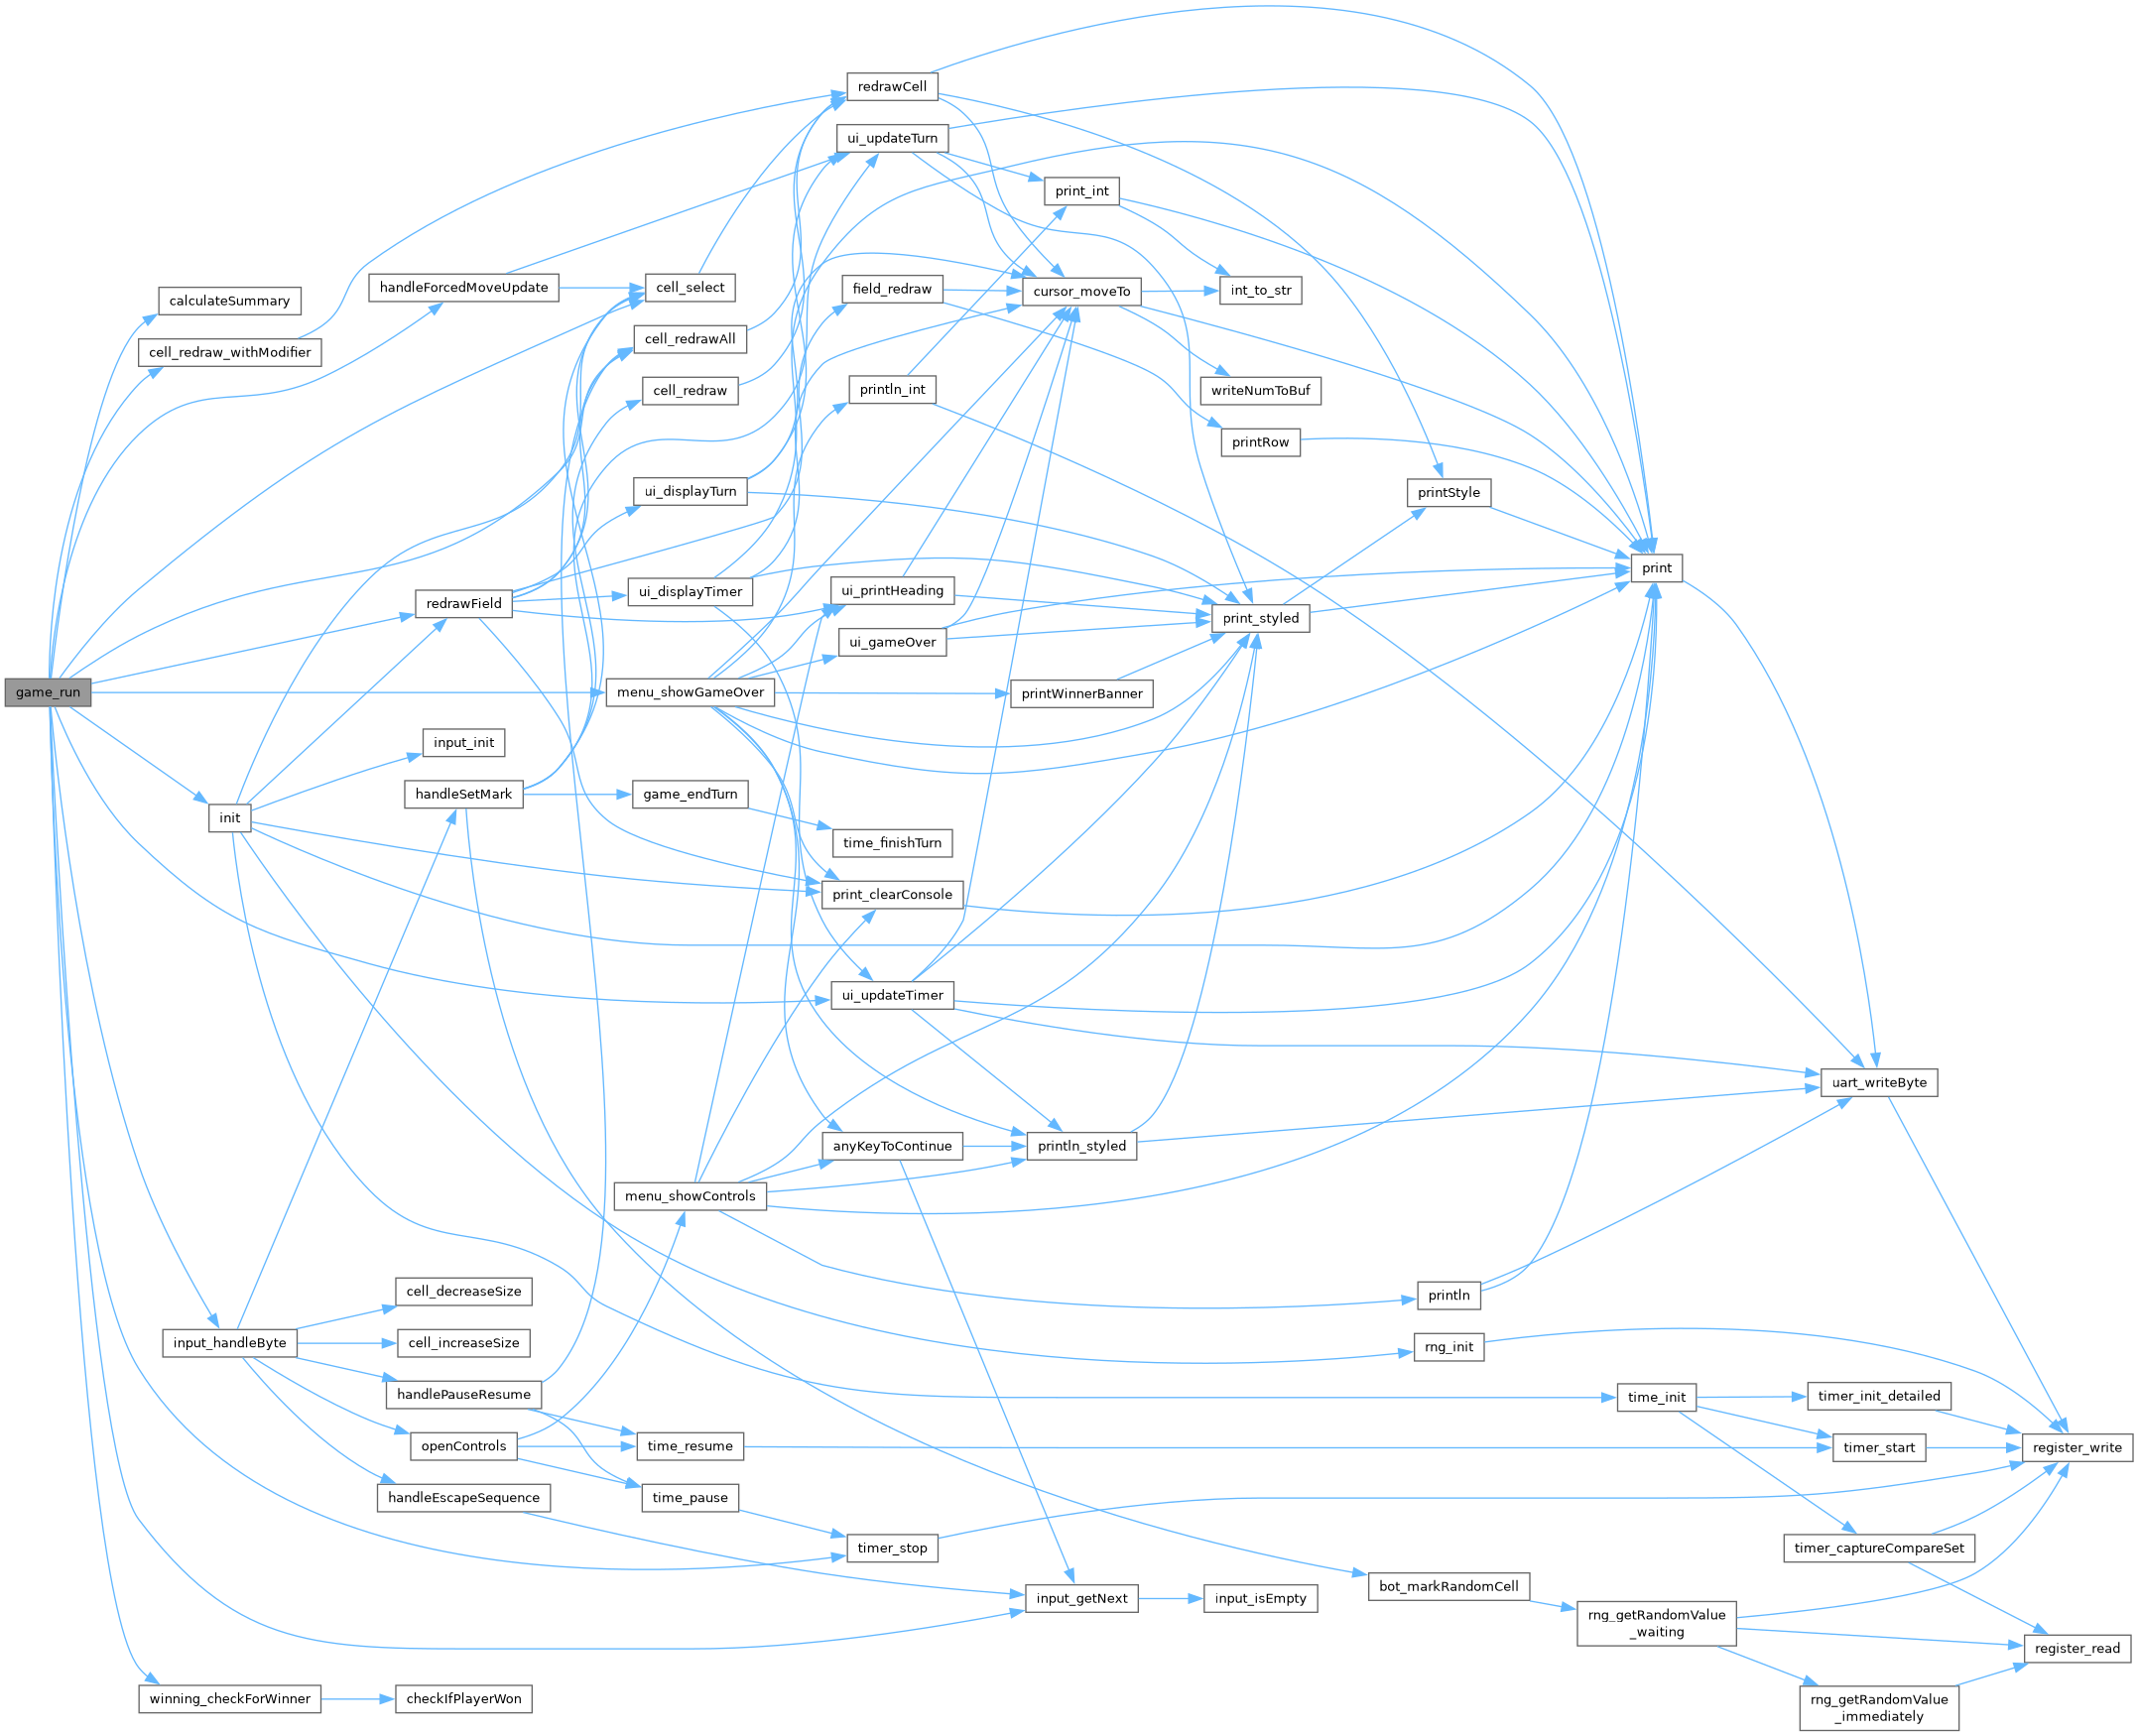 game_run
calculateSummary
cell_redraw_withModifier
init
input_handleByte
winning_checkForWinner
handleForcedMoveUpdate
redrawField
input_init
handleSetMark
cell_decreaseSize
cell_increaseSize
handlePauseResume
openControls
handleEscapeSequence
checkIfPlayerWon
cell_select
cell_redrawAll
cell_redraw
ui_displayTurn
ui_displayTimer
menu_showGameOver
game_endTurn
menu_showControls
time_resume
time_pause
redrawCell
ui_updateTurn
field_redraw
println_int
ui_printHeading
ui_gameOver
time_finishTurn
print_clearConsole
ui_updateTimer
anyKeyToContinue
timer_stop
print_int
cursor_moveTo
printWinnerBanner
println_styled
input_getNext
int_to_str
writeNumToBuf
printRow
print_styled
input_isEmpty
printStyle
println
rng_init
bot_markRandomCell
print
time_init
rng_getRandomValue
_waiting
uart_writeByte
timer_init_detailed
timer_start
timer_captureCompareSet
rng_getRandomValue
_immediately
register_write
register_read